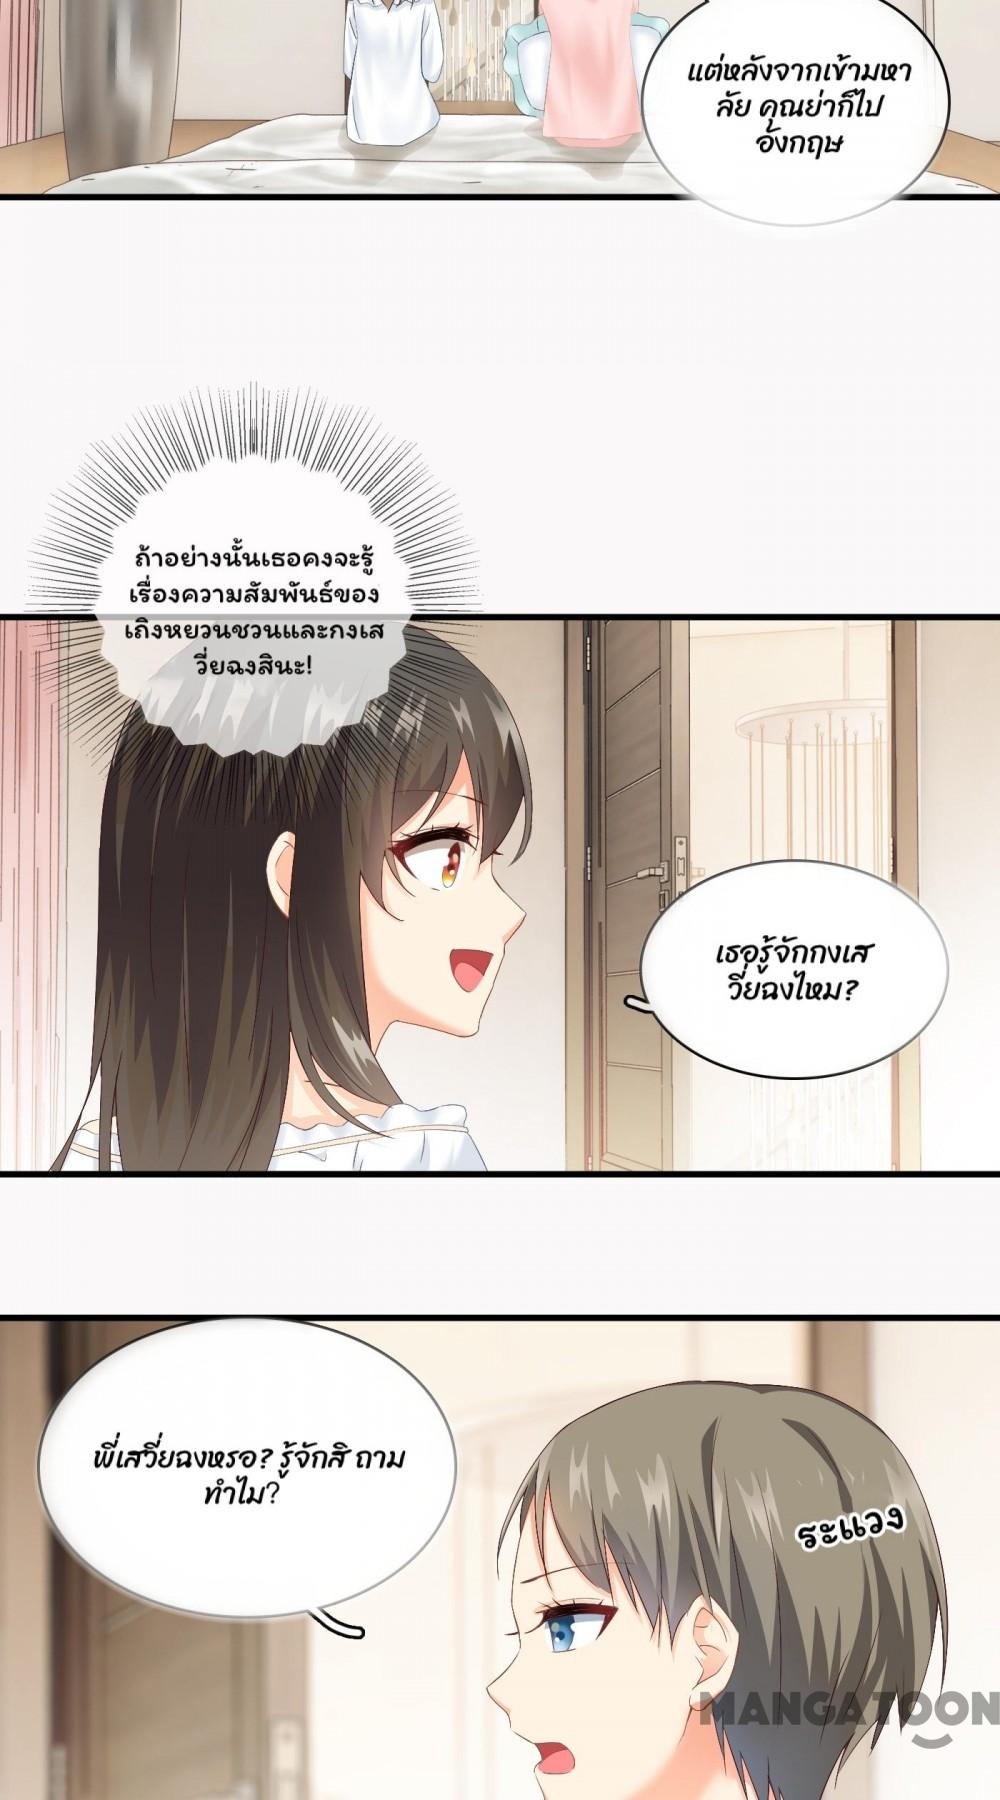 แต่หลังจากเข้ามหา
ลัย คุณย่าก็ไป
อังกฤษ
ถ้าอย่างนั้นเธอคงจะรู้
เรื่องความสัมพันธ์ของ
เถิงหยวนชวนและกงเส
วี่ยฉงสินะ!
เธอรู้จักกงเส
วี่ยฉงไหม?
พี่เสวี่ยฉงหรอ? รู้จักสิ ถาม
ทำไม?
ระแวง
MANGATOON